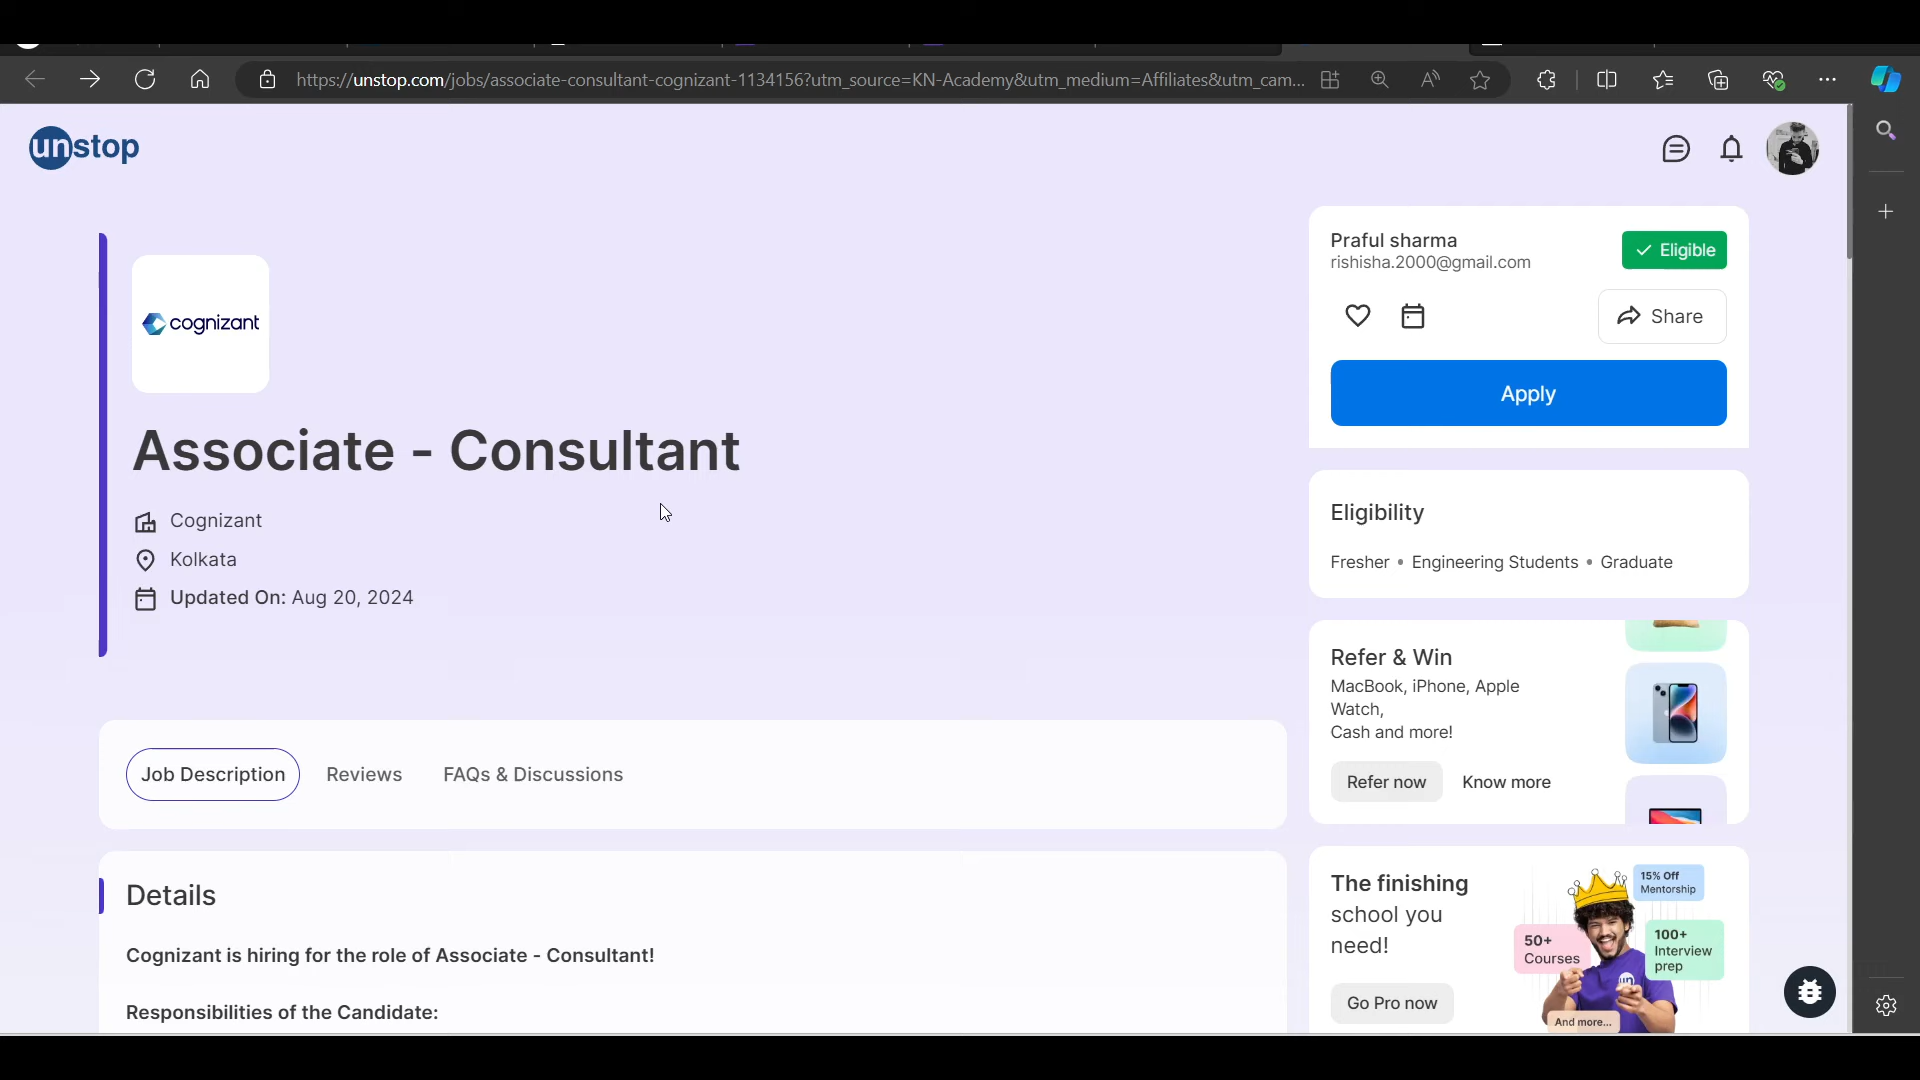 https://unstop.com/jobs/associate-consultant-cognizant-1134156?utm_source=KN-Academy&utm_medium=Affiliates&utm_cam...
unstop
cognizant
Associate - Consultant
Cognizant
Kolkata
Updated On: Aug 20, 2024
Job Description
Reviews
FAQs & Discussions
Details
Cognizant is hiring for the role of Associate - Consultant!
Responsibilities of the Candidate:
Praful sharma
rishisha.2000@gmail.com
Eligible
Share
Apply
Eligibility
Fresher • Engineering Students • Graduate
Refer & Win
MacBook, iPhone, Apple
Watch,
Cash and more!
Refer now
Know more
The finishing
school you
need!
Go Pro now
15% Off
Mentorship
50+
Courses
100+
Interview
prep
un
And more...